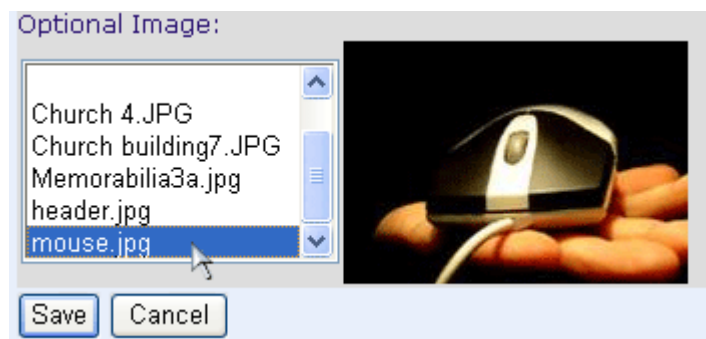 Optional Image:
Church 4.JPG
Church building7.JPG
Memorabilia3a.jpg
header.jpg
mouse.jpg
Save Cancel